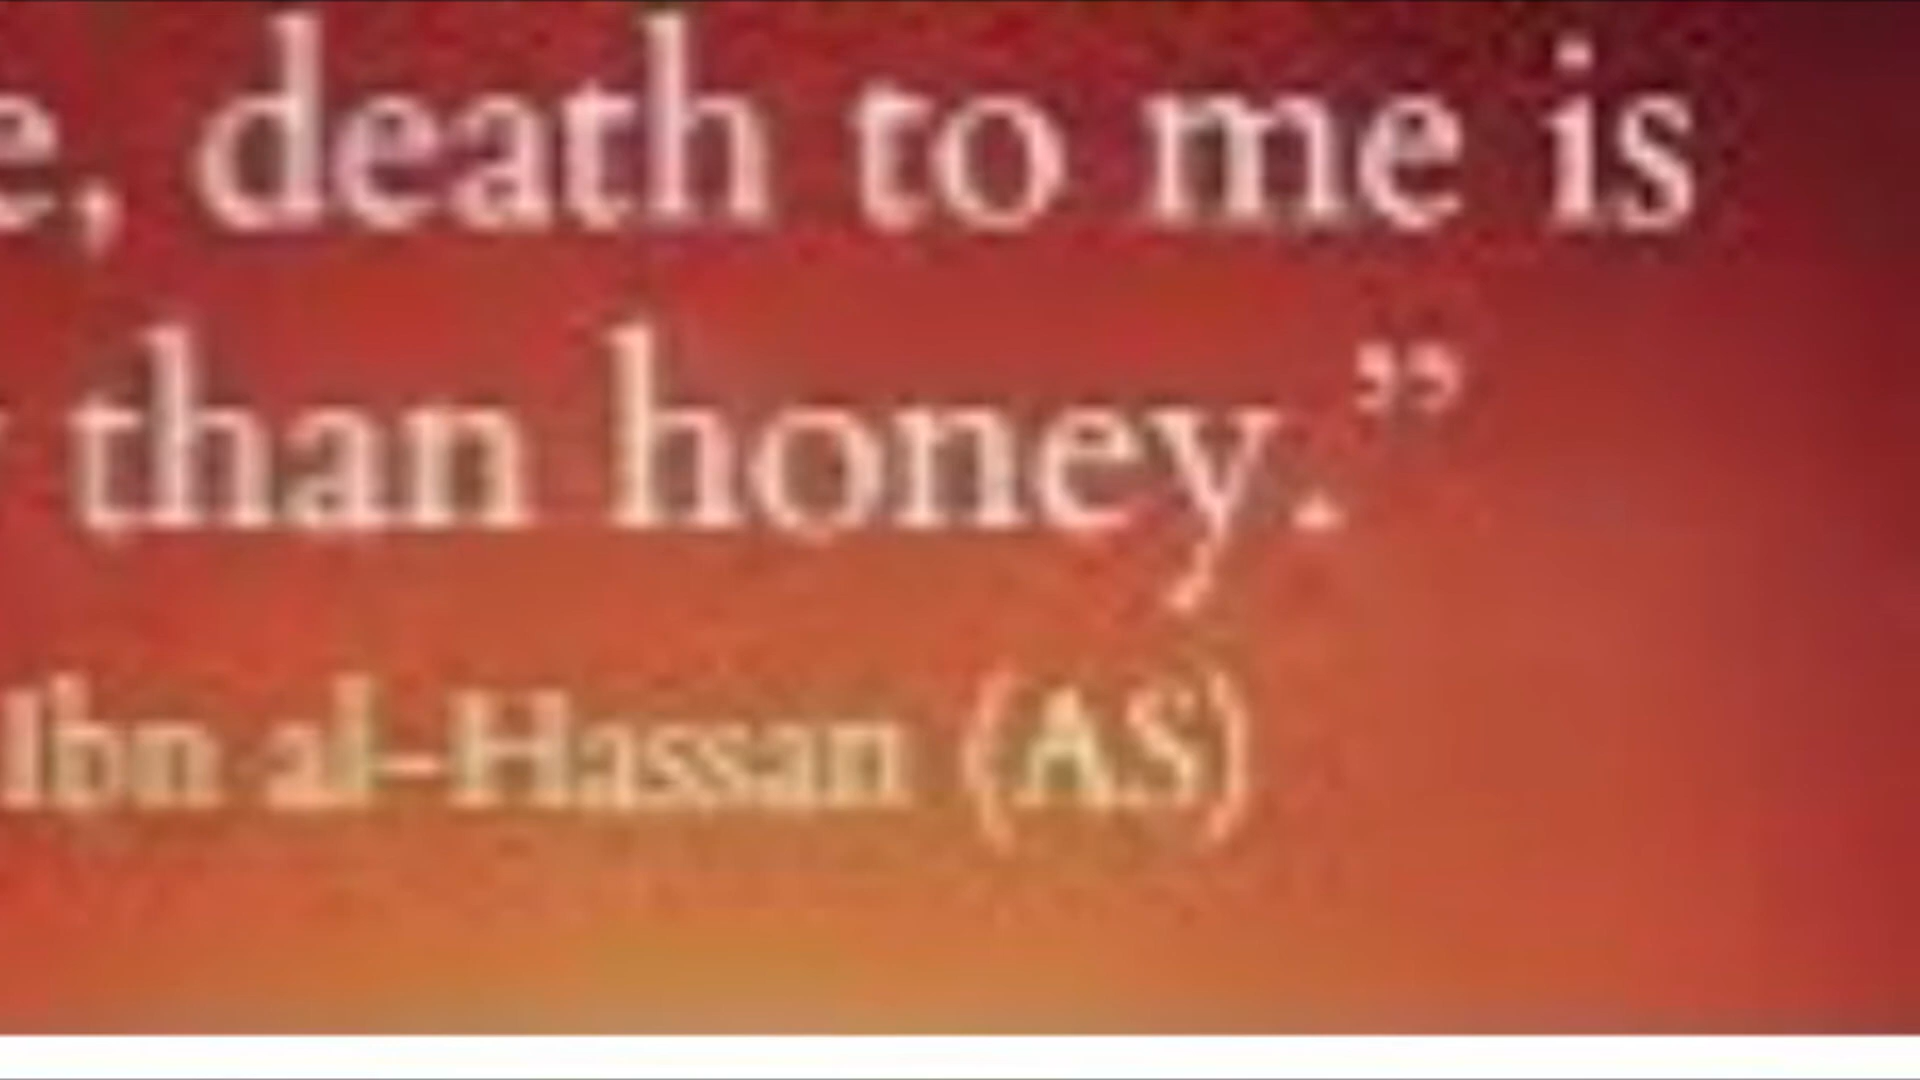 e, death to me is
than honey.”
Ibn al-Hassan (AS)